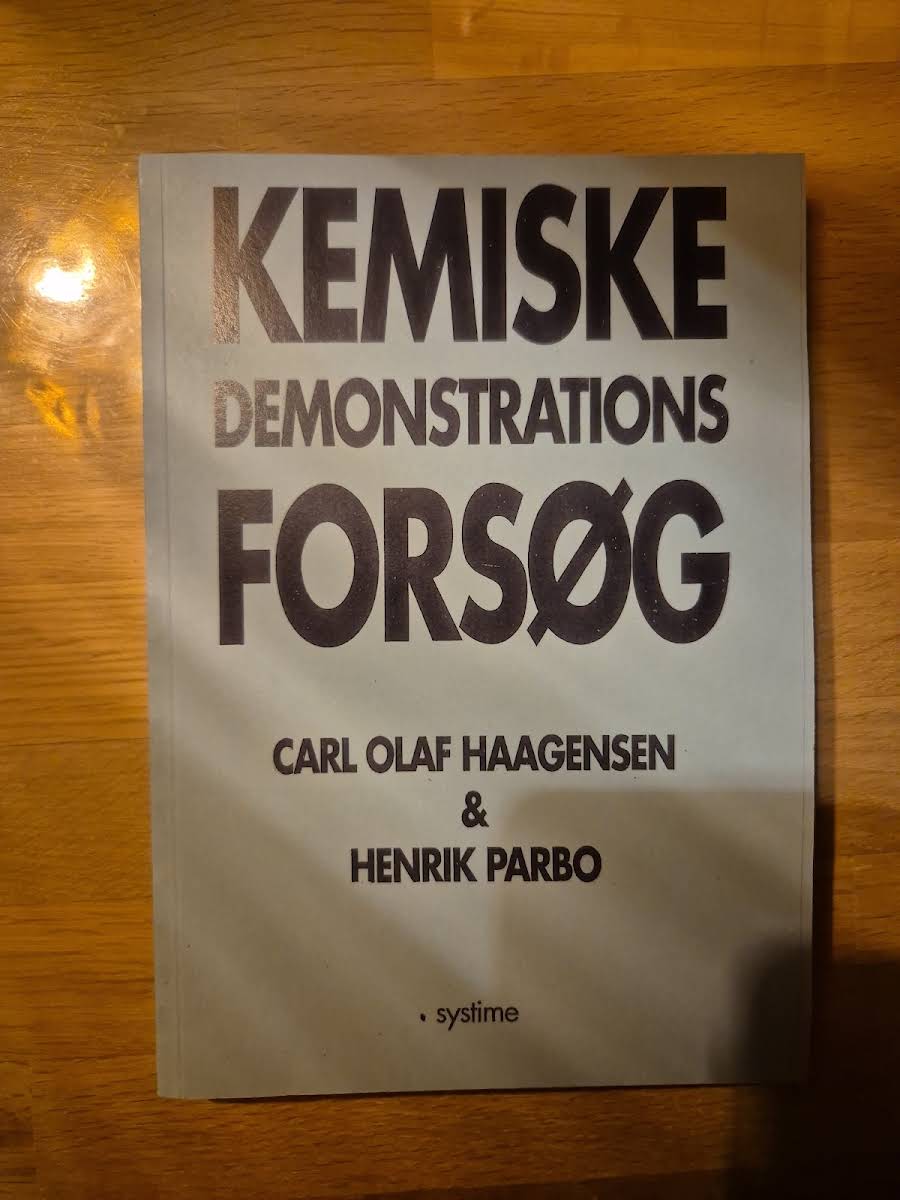 KEMISKE
DEMONSTRATIONS
FORSØG
CARL OLAF HAAGENSEN
&
HENRIK PARBO
systime